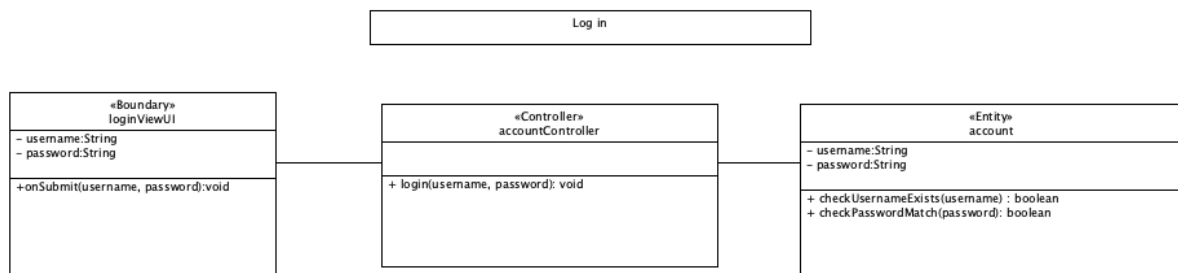 Log in
«Boundary»
loginViewUI
– username:String
– password:String
+onSubmit(username, password):void
«Controller»
accountController
+ login(username, password): void
«Entity»
account
– username:String
– password:String
+ checkUsernameExists(username) : boolean
+ checkPasswordMatch(password): boolean